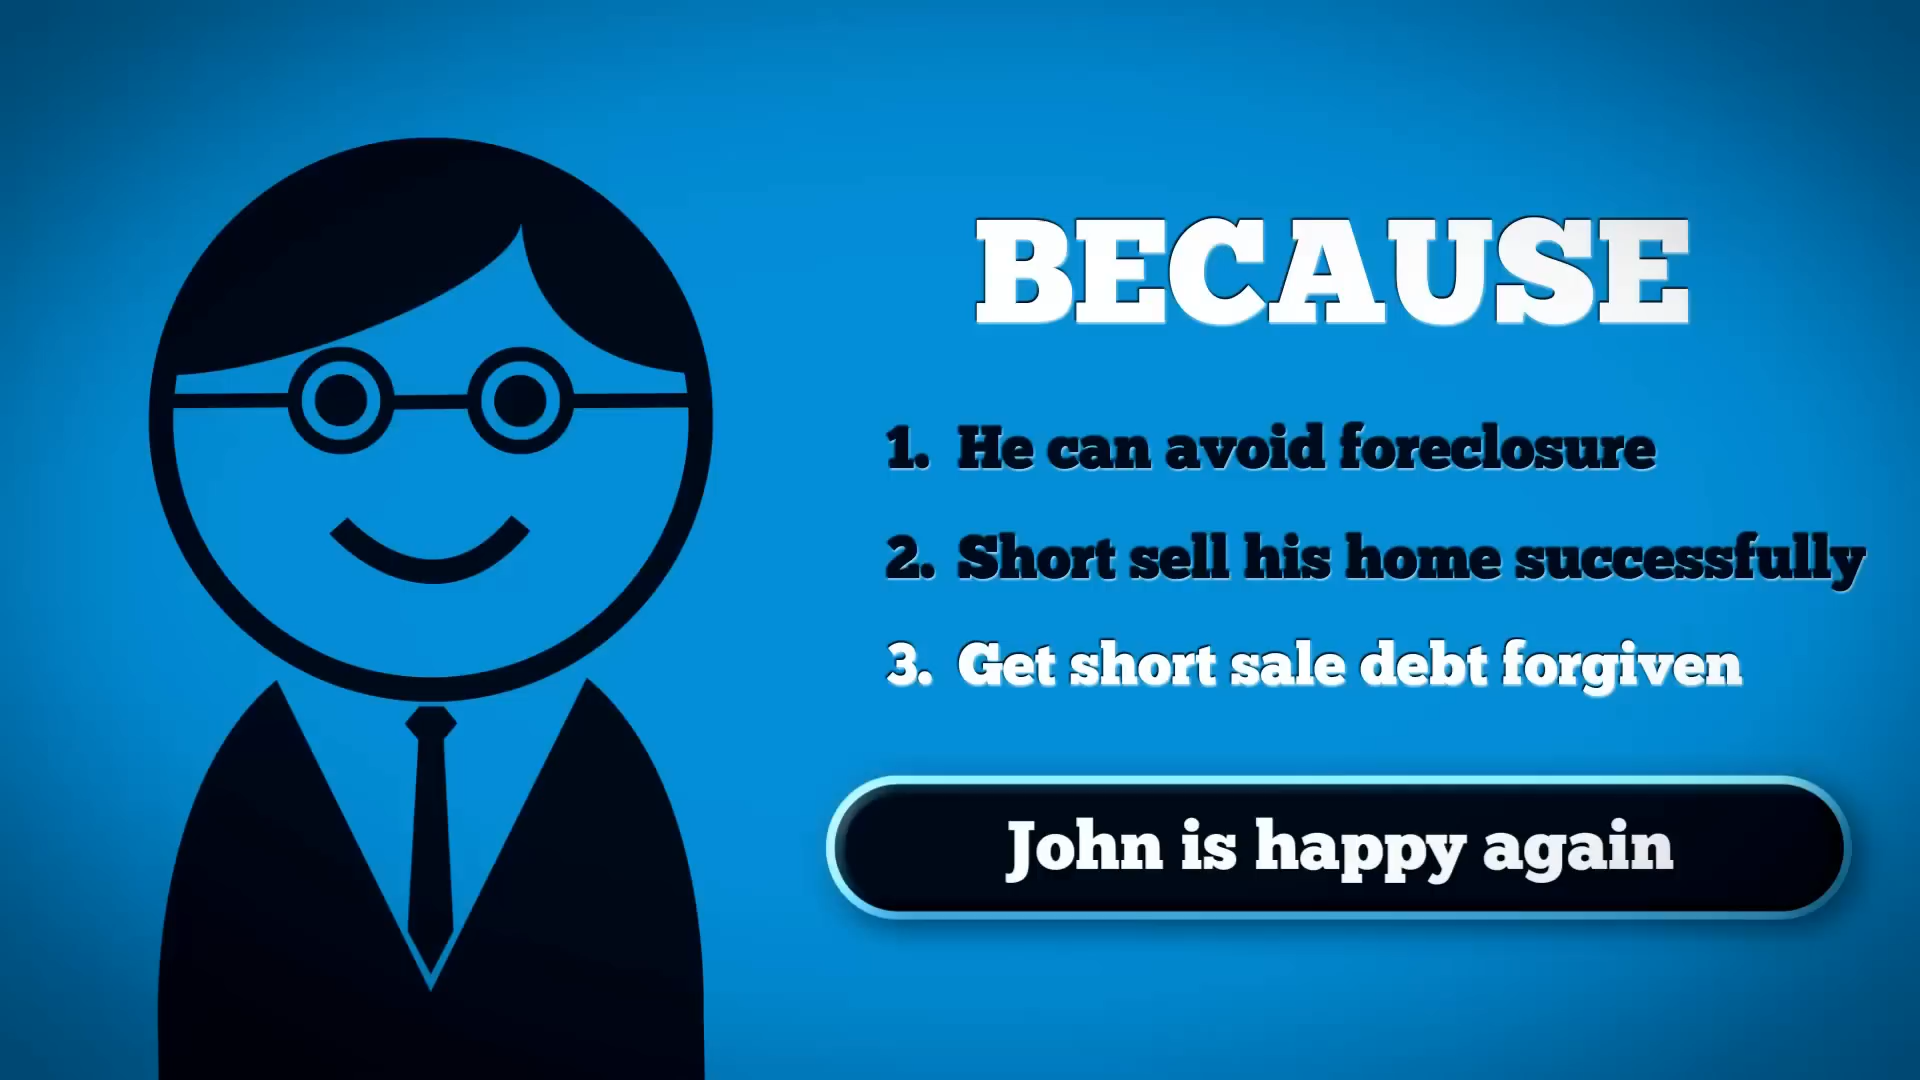 BECAUSE
1. He can avoid foreclosure
2. Short sell his home successfully
3. Get short sale debt forgiven
John is happy again